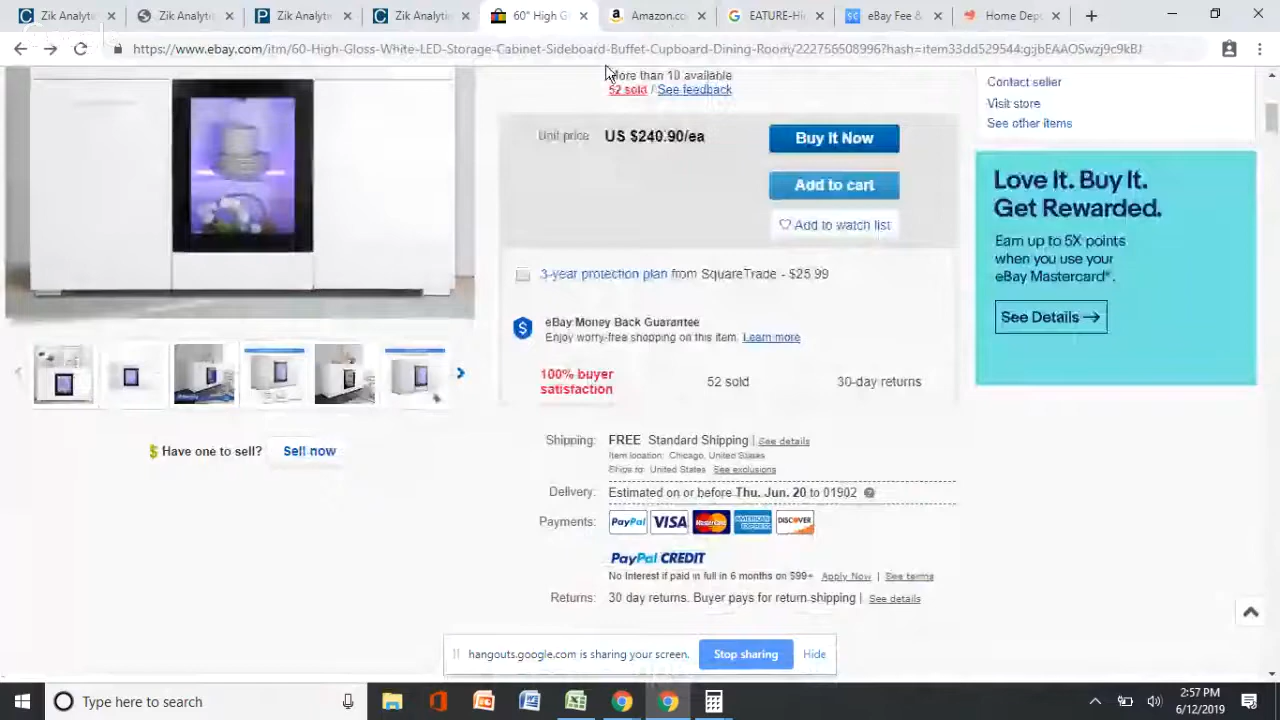 Zik Analytic
Zik Analytic
Zik Analytic
Zik Analytic
60" High G
Amazon.co
EATURE-Hi
eBay Fee &
Home Dep
https://www.ebay.com/itm/60-High-Gloss-White-LED-Storage-Cabinet-Sideboard-Buffet-Cupboard-Dining-Room/222756508996?hash=item33dd529544:g:jbEAAOSwzj9c9kBJ
More than 10 available
52 sold / See feedback
Contact seller
Visit store
See other items
Unit price
US $240.90/ea
Buy It Now
Add to cart
Add to watch list
Love It. Buy It.
Get Rewarded.
Earn up to 5X points
when you use your
eBay Mastercard®.
See Details
3-year protection plan from SquareTrade - $25.99
eBay Money Back Guarantee
Enjoy worry-free shopping on this item. Learn more
100% buyer
satisfaction
52 sold
30-day returns
Have one to sell? Sell now
Shipping: FREE Standard Shipping | See details
Item location: Chicago, United States
Ships to: United States See exclusions
Delivery: Estimated on or before Thu. Jun. 20 to 01902
Payments: PayPal VISA MasterCard AMERICAN EXPRESS DISCOVER
PayPal CREDIT
No Interest if paid in full in 6 months on $99+ Apply Now | See terms
Returns: 30 day returns. Buyer pays for return shipping | See details
hangouts.google.com is sharing your screen. Stop sharing Hide
Type here to search
2:57 PM
6/12/2019